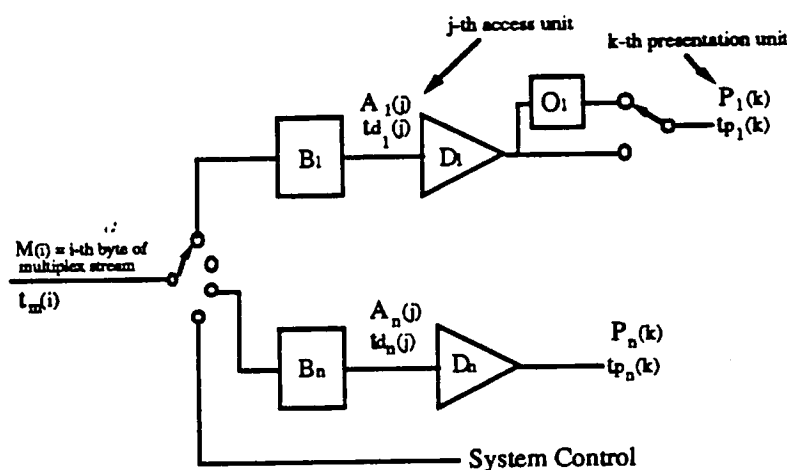 j-th access unit
k-th presentation unit
A₁(j)
td₁(j)
O₁
P₁(k)
tp₁(k)
B₁
D₁
M(i) = i-th byte of
multiplex stream
tₘ(i)
Aₙ(j)
tdₙ(j)
Bₙ
Dₙ
Pₙ(k)
tpₙ(k)
System Control